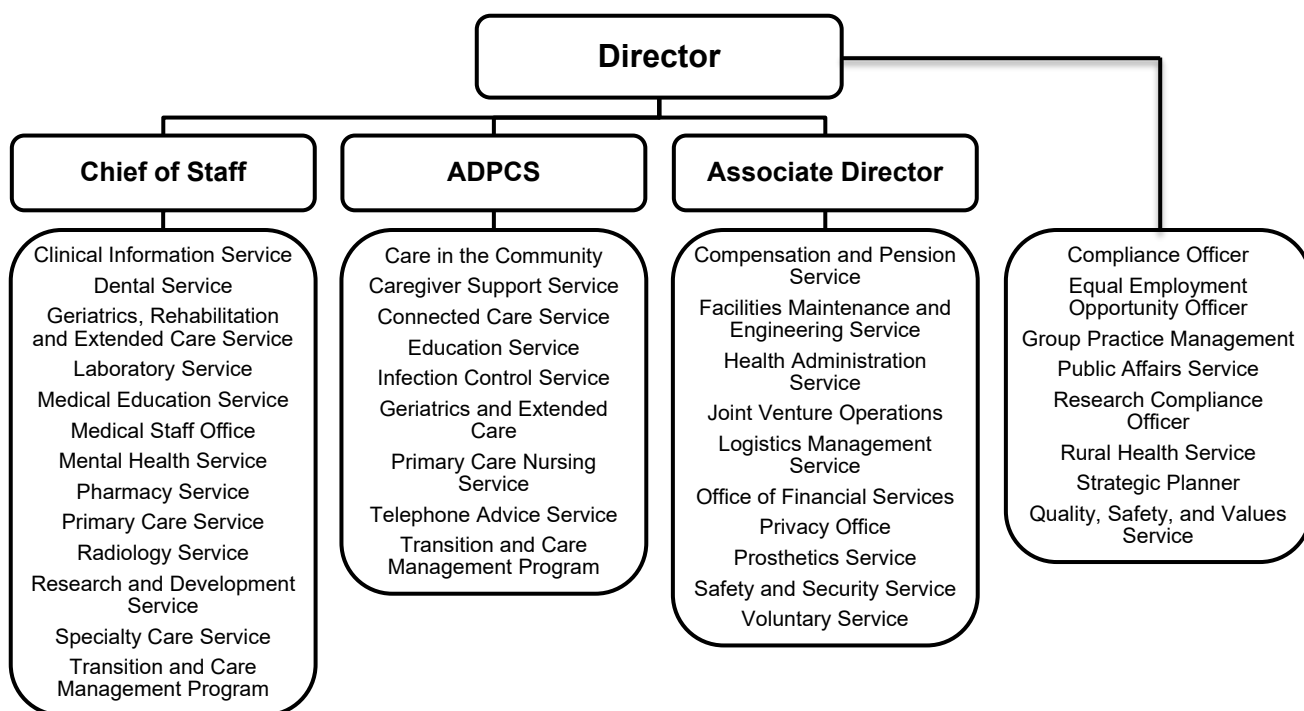 Director
Chief of Staff
Clinical Information Service
Dental Service
Geriatrics, Rehabilitation
and Extended Care Service
Laboratory Service
Medical Education Service
Medical Staff Office
Mental Health Service
Pharmacy Service
Primary Care Service
Radiology Service
Research and Development
Service
Specialty Care Service
Transition and Care
Management Program
ADPCS
Care in the Community
Caregiver Support Service
Connected Care Service
Education Service
Infection Control Service
Geriatrics and Extended
Care
Primary Care Nursing
Service
Telephone Advice Service
Transition and Care
Management Program
Associate Director
Compensation and Pension
Service
Facilities Maintenance and
Engineering Service
Health Administration
Service
Joint Venture Operations
Logistics Management
Service
Office of Financial Services
Privacy Office
Prosthetics Service
Safety and Security Service
Voluntary Service
Compliance Officer
Equal Employment
Opportunity Officer
Group Practice Management
Public Affairs Service
Research Compliance
Officer
Rural Health Service
Strategic Planner
Quality, Safety, and Values
Service